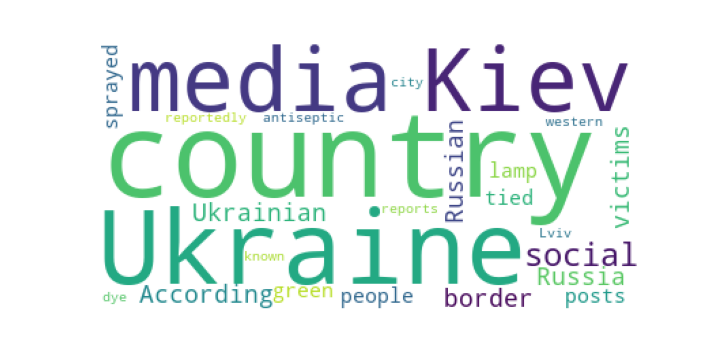 sprayed
media
Kiev
city
reportedly
antiseptic
western
country
Russian
lamp
victims
tied
Ukrainian
reports
Ukraine
Lviv
known
social
Russia
dye
According
green
people
border
posts